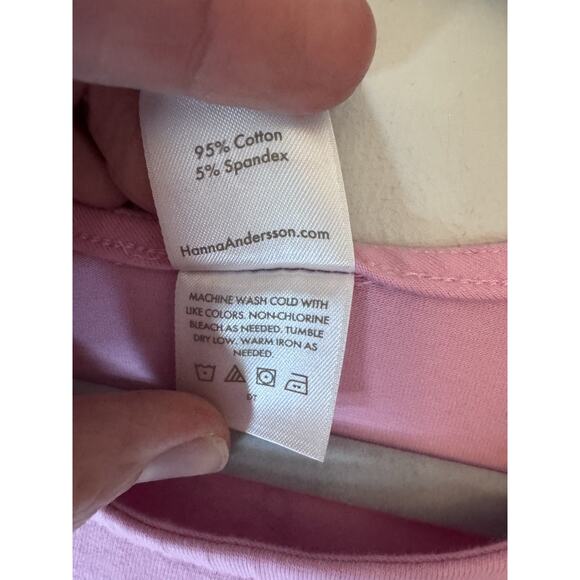 95% Cotton
5% Spandex
HannaAndersson.com
MACHINE WASH COLD WITH
LIKE COLORS. NON-CHLORINE
BLEACH AS NEEDED. TUMBLE
DRY LOW. WARM IRON AS
NEEDED.